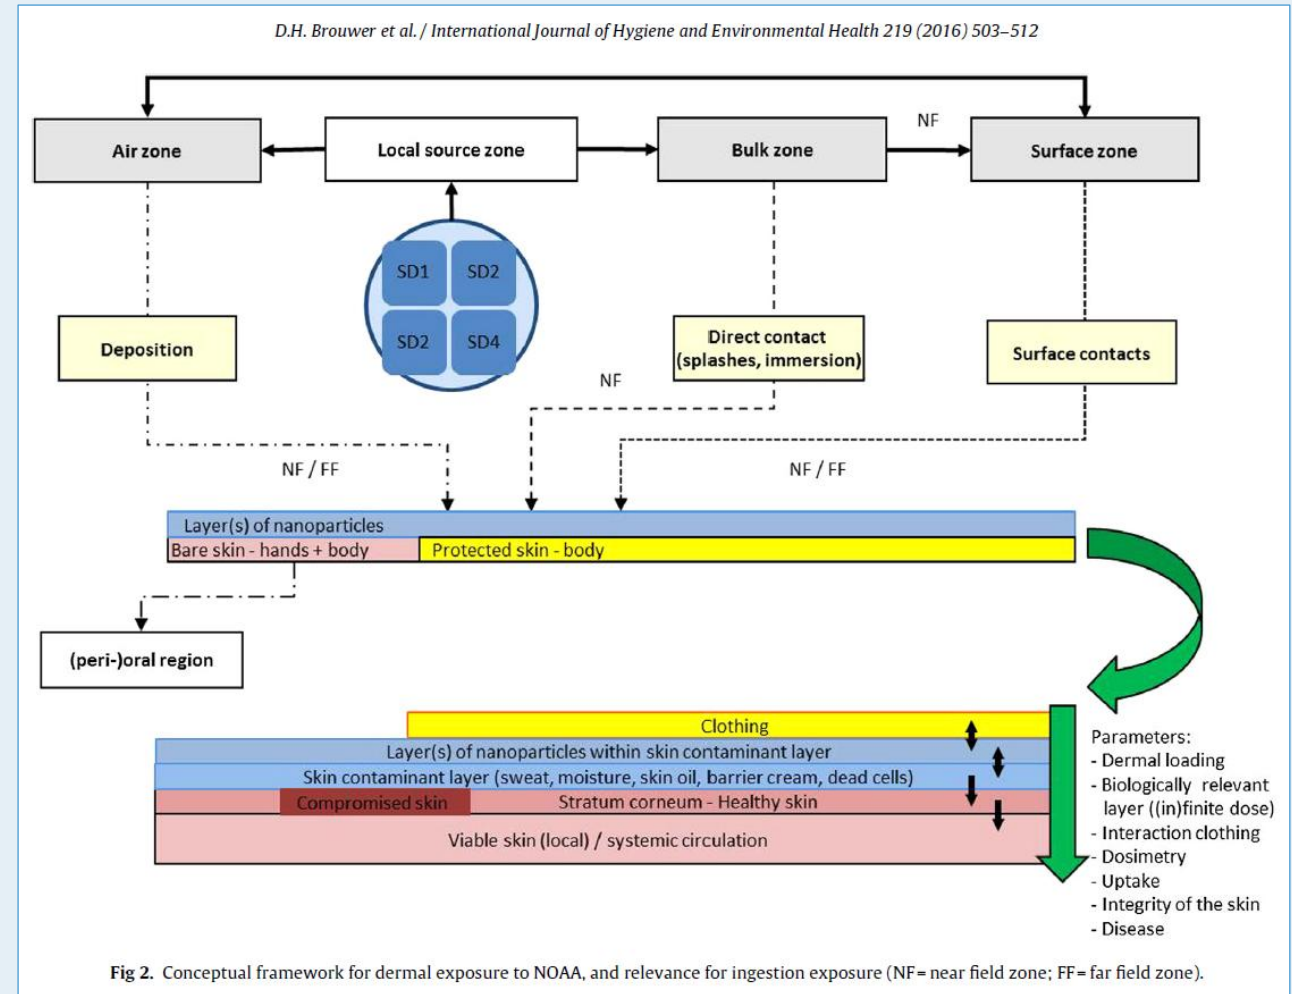 D.H. Brouwer et al. / International Journal of Hygiene and Environmental Health 219 (2016) 503–512
NF
Air zone
Local source zone
Bulk zone
Surface zone
SD1
SD2
SD2
SD4
Deposition
Direct contact
(splashes, immersion)
Surface contacts
NF
NF / FF
NF / FF
Layer(s) of nanoparticles
Bare skin - hands + body
Protected skin - body
(peri-)oral region
Clothing
Layer(s) of nanoparticles within skin contaminant layer
Skin contaminant layer (sweat, moisture, skin oil, barrier cream, dead cells)
Compromised skin
Stratum corneum - Healthy skin
Viable skin (local) / systemic circulation
Parameters:
- Dermal loading
- Biologically relevant
layer ((in)finite dose)
- Interaction clothing
- Dosimetry
- Uptake
- Integrity of the skin
- Disease
Fig 2. Conceptual framework for dermal exposure to NOAA, and relevance for ingestion exposure (NF = near field zone; FF = far field zone).